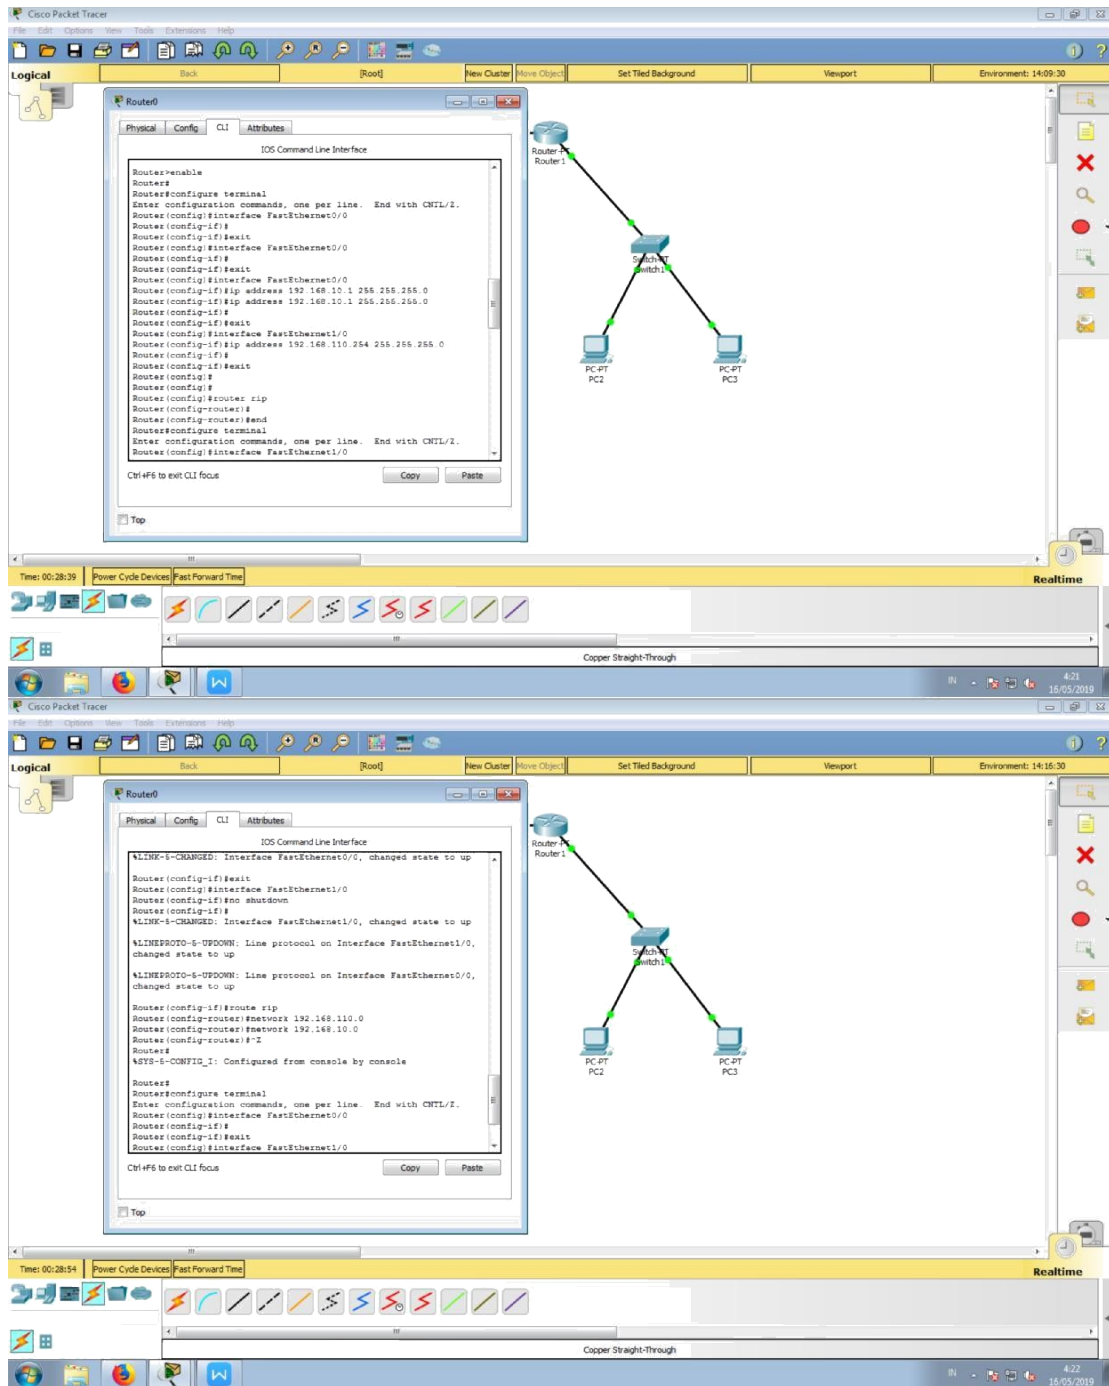 Cisco Packet Tracer
File Edit Options View Tools Extensions Help
Logical
Back
[Root]
New Cluster
Move Object
Set Tiled Background
Viewport
Environment: 14:09:30
Router0
Physical Config CLI Attributes
IOS Command Line Interface
Router>enable
Router#
Router#configure terminal
Enter configuration commands, one per line. End with CNTL/Z.
Router(config)#interface FastEthernet0/0
Router(config-if)#
Router(config-if)#exit
Router(config)#interface FastEthernet0/0
Router(config-if)#
Router(config-if)#exit
Router(config)#interface FastEthernet0/0
Router(config-if)#ip address 192.168.10.1 255.255.255.0
Router(config-if)#ip address 192.168.10.1 255.255.255.0
Router(config-if)#
Router(config-if)#exit
Router(config)#interface FastEthernet1/0
Router(config-if)#ip address 192.168.110.254 255.255.255.0
Router(config-if)#
Router(config-if)#exit
Router(config)#
Router(config)#
Router(config)#router rip
Router(config-router)#
Router(config-router)#end
Router#configure terminal
Enter configuration commands, one per line. End with CNTL/Z.
Router(config)#interface FastEthernet1/0
Ctrl+F6 to exit CLI focus
Copy
Paste
Top
Router-PT
Router1
Switch-PT
Switch1
PC-PT
PC2
PC-PT
PC3
Time: 00:28:39
Power Cycle Devices
Fast Forward Time
Realtime
Copper Straight-Through
IN
4:21
16/05/2019
Cisco Packet Tracer
File Edit Options View Tools Extensions Help
Logical
Back
[Root]
New Cluster
Move Object
Set Tiled Background
Viewport
Environment: 14:16:30
Router0
Physical Config CLI Attributes
IOS Command Line Interface
%LINK-5-CHANGED: Interface FastEthernet0/0, changed state to up
Router(config-if)#exit
Router(config)#interface FastEthernet1/0
Router(config-if)#no shutdown
Router(config-if)#
%LINK-5-CHANGED: Interface FastEthernet1/0, changed state to up
%LINEPROTO-5-UPDOWN: Line protocol on Interface FastEthernet1/0,
changed state to up
%LINEPROTO-5-UPDOWN: Line protocol on Interface FastEthernet0/0,
changed state to up
Router(config-if)#route rip
Router(config-router)#network 192.168.110.0
Router(config-router)#network 192.168.10.0
Router(config-router)#^Z
Router#
%SYS-5-CONFIG_I: Configured from console by console
Router#
Router#configure terminal
Enter configuration commands, one per line. End with CNTL/Z.
Router(config)#interface FastEthernet0/0
Router(config-if)#
Router(config-if)#exit
Router(config)#interface FastEthernet1/0
Ctrl+F6 to exit CLI focus
Copy
Paste
Top
Router-PT
Router1
Switch-PT
Switch1
PC-PT
PC2
PC-PT
PC3
Time: 00:28:54
Power Cycle Devices
Fast Forward Time
Realtime
Copper Straight-Through
IN
4:22
16/05/2019